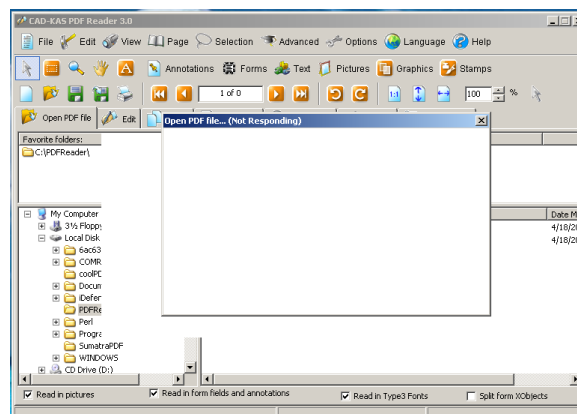 CAD-KAS PDF Reader 3.0
File Edit View Page Selection Advanced Options Language Help
Annotations Forms Text Pictures Graphics Stamps
1 of 0 1:1 100 %
Open PDF file Edit
Open PDF file... (Not Responding)
Favorite folders:
C:\PDFReader\
My Computer
3½ Floppy
Local Disk
6ac63
COMR
coolPD
Docum
iDefen
PDFRe
Perl
Progra
SumatraPDF
WINDOWS
CD Drive (D:)
Date M
4/18/20
4/18/20
Read in pictures Read in form fields and annotations Read in Type3 Fonts Split form XObjects